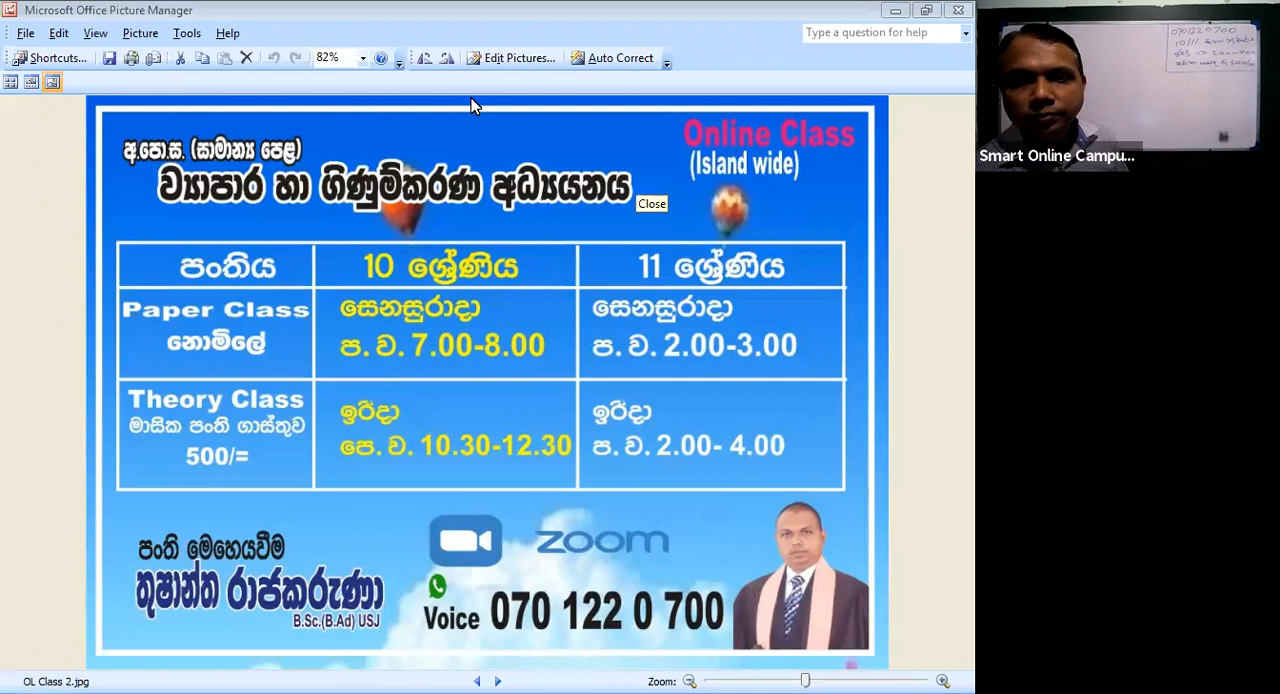 Microsoft Office Picture Manager
File Edit View Picture Tools Help
Type a question for help
Shortcuts... 82% Edit Pictures... Auto Correct
Smart Online Campu...
අ.පො.ස. (සාමාන්‍ය පෙළ)
ව්‍යාපාර හා ගිණුම්කරණ අධ්‍යයනය
Online Class
(Island wide)
Close
පංතිය 10 ශ්‍රේණිය 11 ශ්‍රේණිය
Paper Class
නොමිලේ
සෙනසුරාදා
ප. ව. 7.00-8.00
සෙනසුරාදා
ප. ව. 2.00-3.00
Theory Class
මාසික පංති ගාස්තුව
500/=
ඉරිදා
පෙ. ව. 10.30-12.30
ඉරිදා
ප. ව. 2.00- 4.00
පංති මෙහෙයවීම
තුෂාන්ත රාජකරුණා
B.Sc.(B.Ad) USJ
zoom
Voice 070 122 0 700
0701220700
OL Class 2.jpg
Zoom: